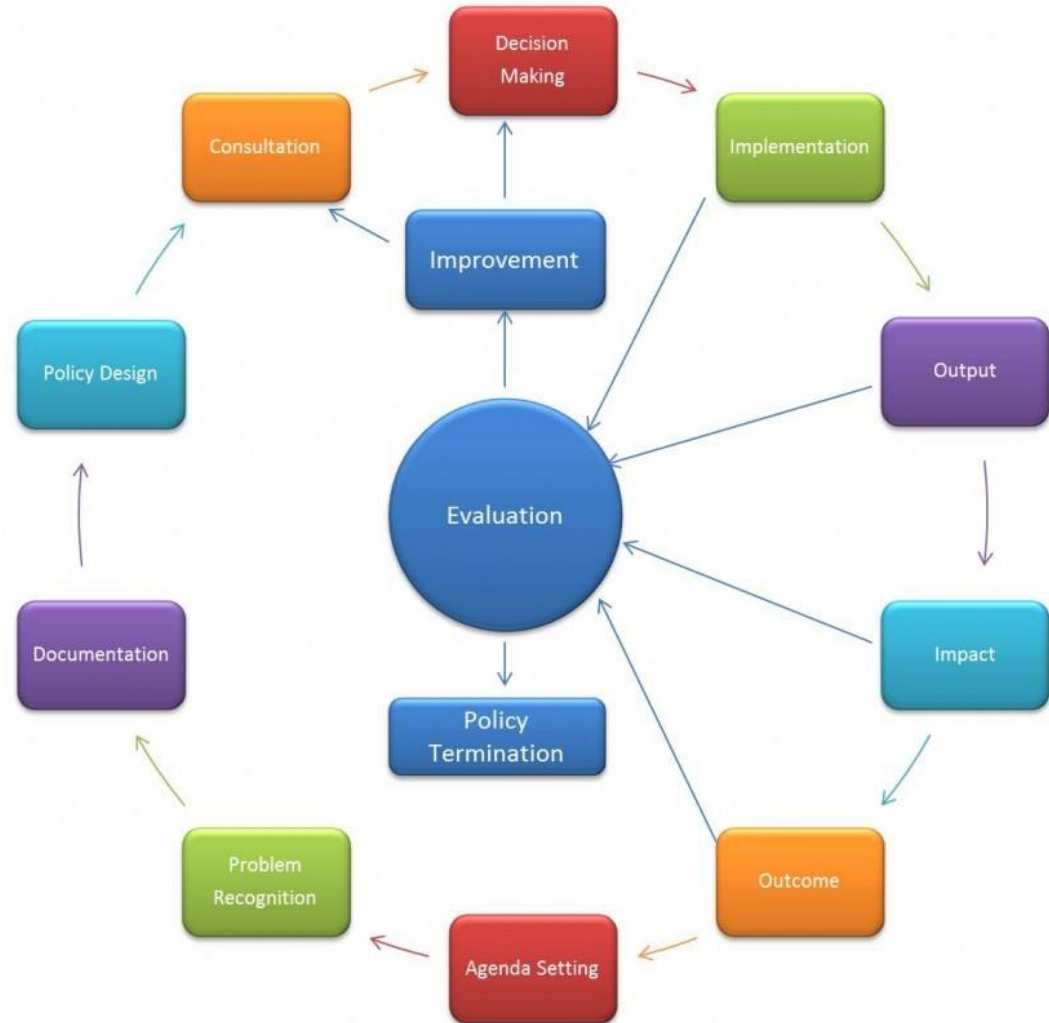 Decision
Making
Consultation
Implementation
Improvement
Policy Design
Output
Evaluation
Documentation
Impact
Policy
Termination
Problem
Recognition
Outcome
Agenda Setting